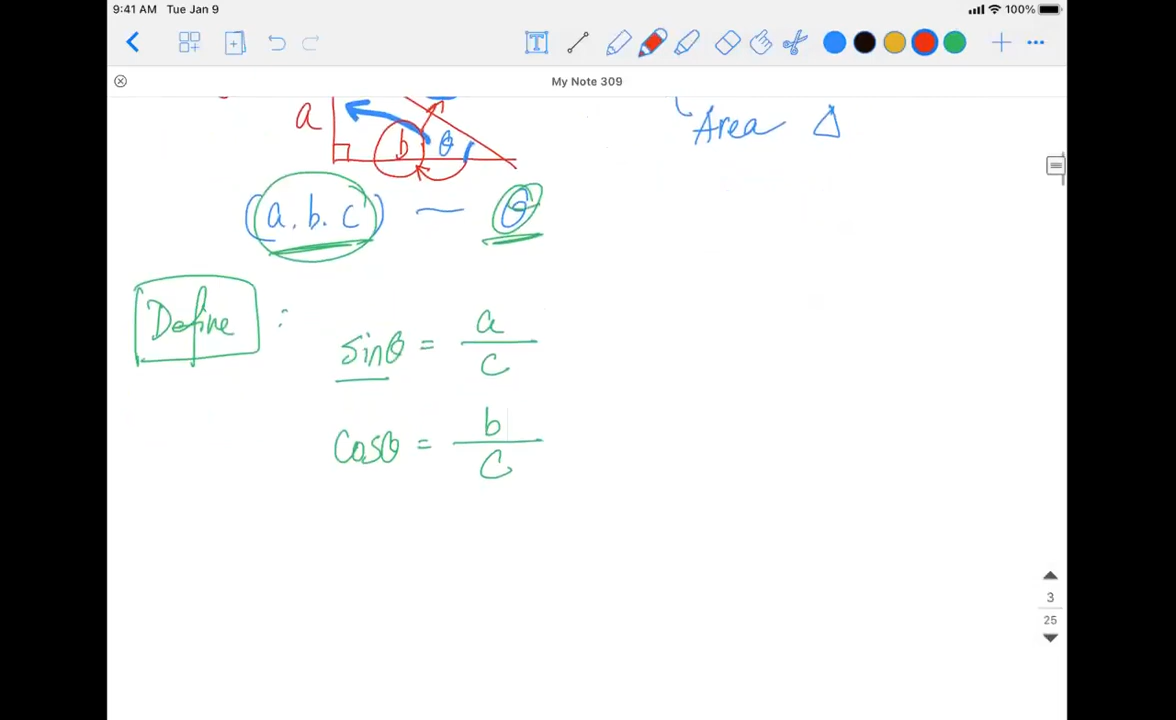 9:41 AM Tue Jan 9
100%
T
My Note 309
a
b
θ
Area Δ
(a.b.c) ~ θ
Define :
sinθ = a/c
cosθ = b/c
3
25